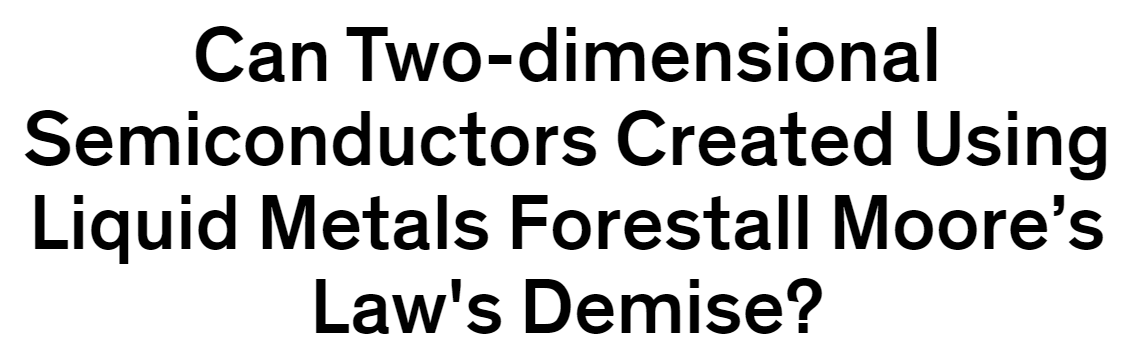 Can Two-dimensional
Semiconductors Created Using
Liquid Metals Forestall Moore’s
Law's Demise?